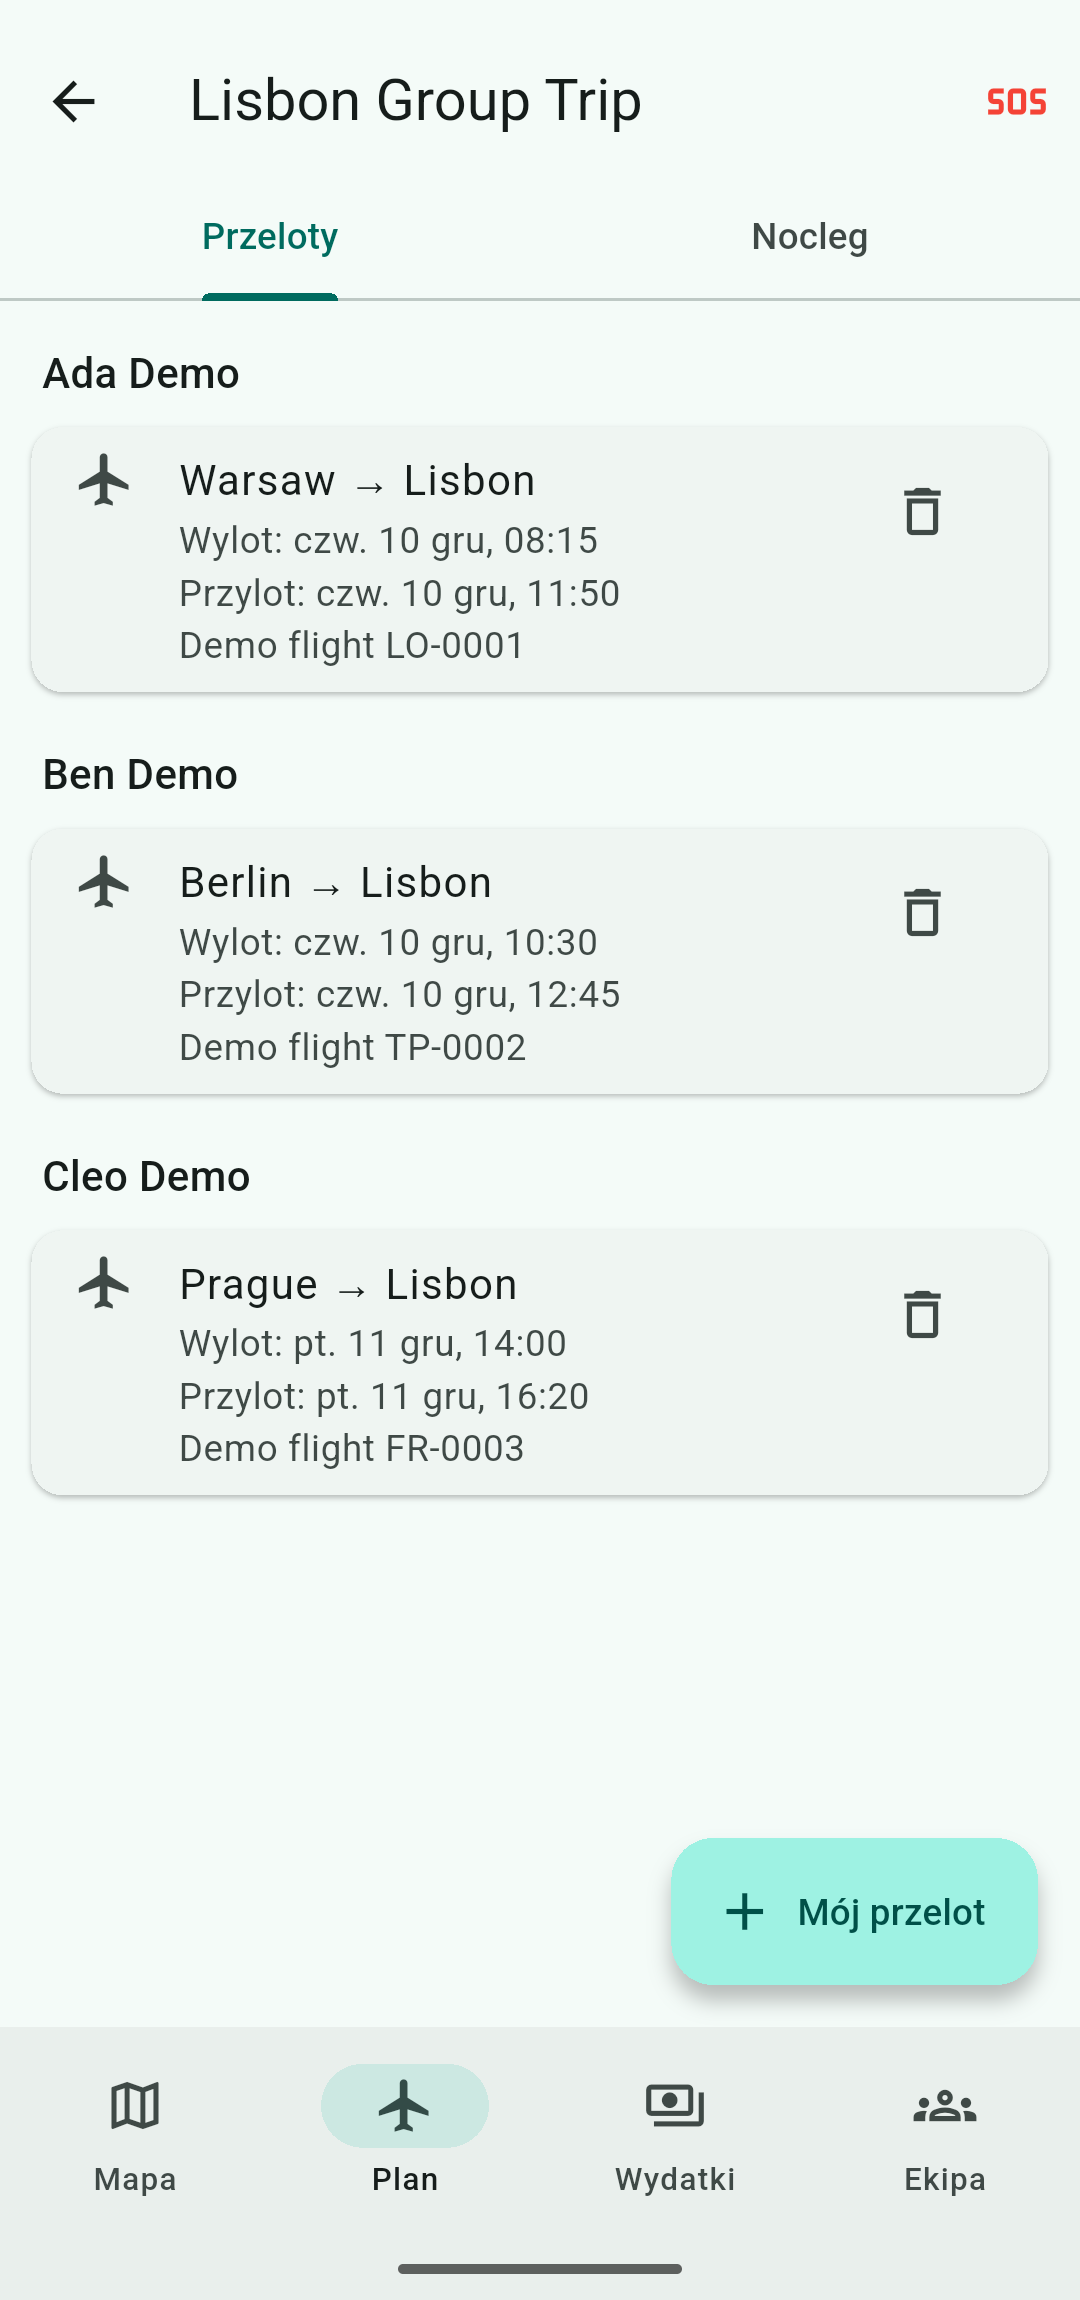 Lisbon Group Trip
SOS
Przeloty
Nocleg
Ada Demo
Warsaw → Lisbon
Wylot: czw. 10 gru, 08:15
Przylot: czw. 10 gru, 11:50
Demo flight LO-0001
Ben Demo
Berlin → Lisbon
Wylot: czw. 10 gru, 10:30
Przylot: czw. 10 gru, 12:45
Demo flight TP-0002
Cleo Demo
Prague → Lisbon
Wylot: pt. 11 gru, 14:00
Przylot: pt. 11 gru, 16:20
Demo flight FR-0003
Mój przelot
Mapa
Plan
Wydatki
Ekipa